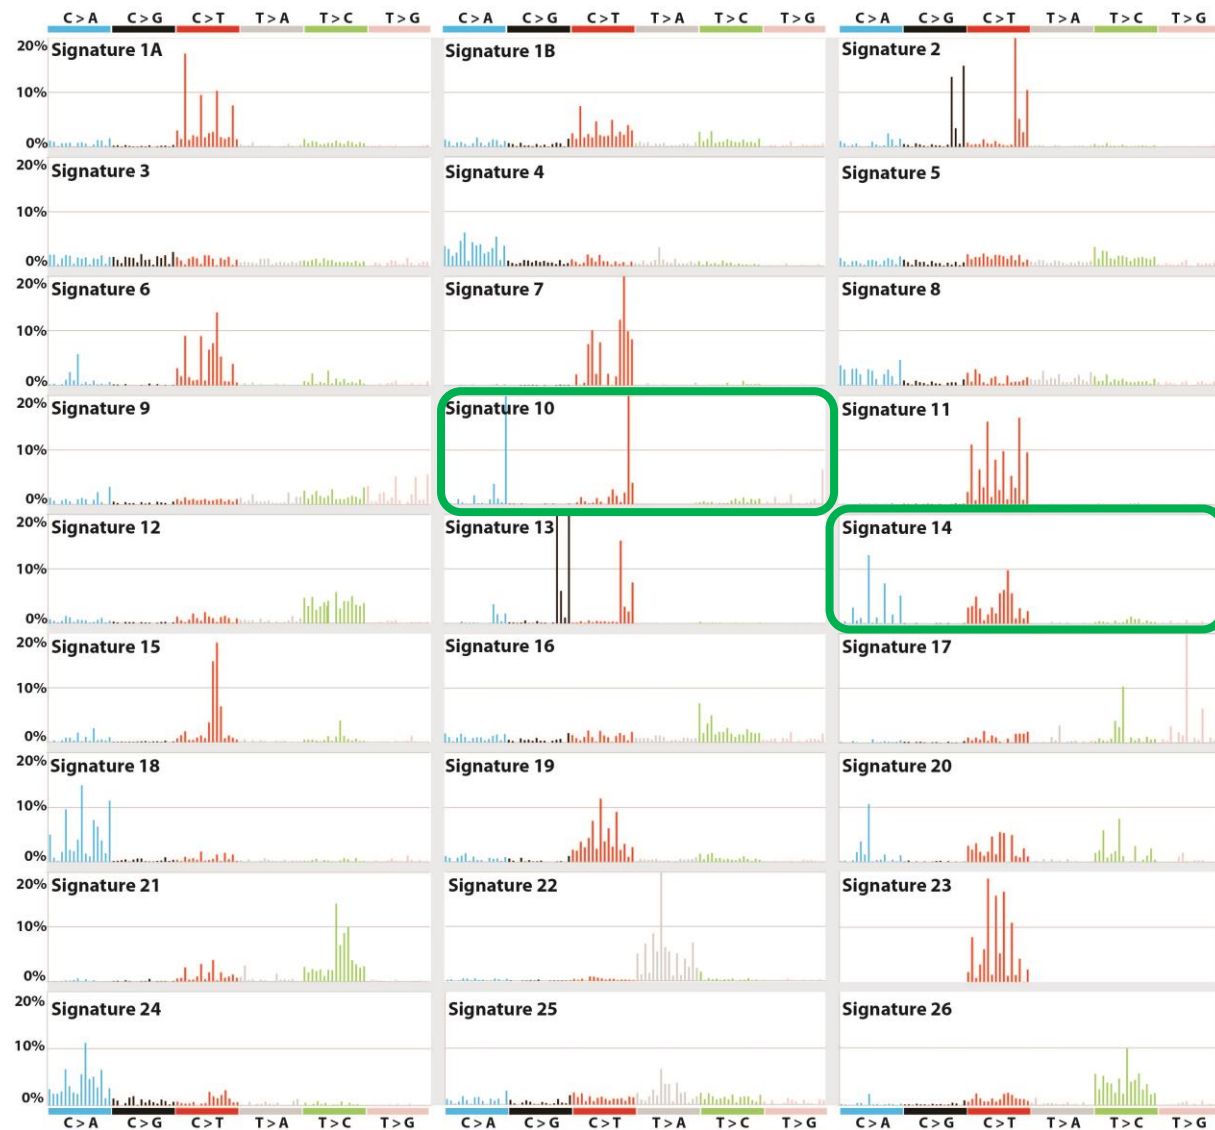 C > A C > G C > T T > A T > C T > G C > A C > G C > T T > A T > C T > G C > A C > G C > T T > A T > C T > G
20% Signature 1A Signature 1B Signature 2
10%
0%
20% Signature 3 Signature 4 Signature 5
10%
0%
20% Signature 6 Signature 7 Signature 8
10%
0%
20% Signature 9 Signature 10 Signature 11
10%
0%
20% Signature 12 Signature 13 Signature 14
10%
0%
20% Signature 15 Signature 16 Signature 17
10%
0%
20% Signature 18 Signature 19 Signature 20
10%
0%
20% Signature 21 Signature 22 Signature 23
10%
0%
20% Signature 24 Signature 25 Signature 26
10%
0%
C > A C > G C > T T > A T > C T > G C > A C > G C > T T > A T > C T > G C > A C > G C > T T > A T > C T > G